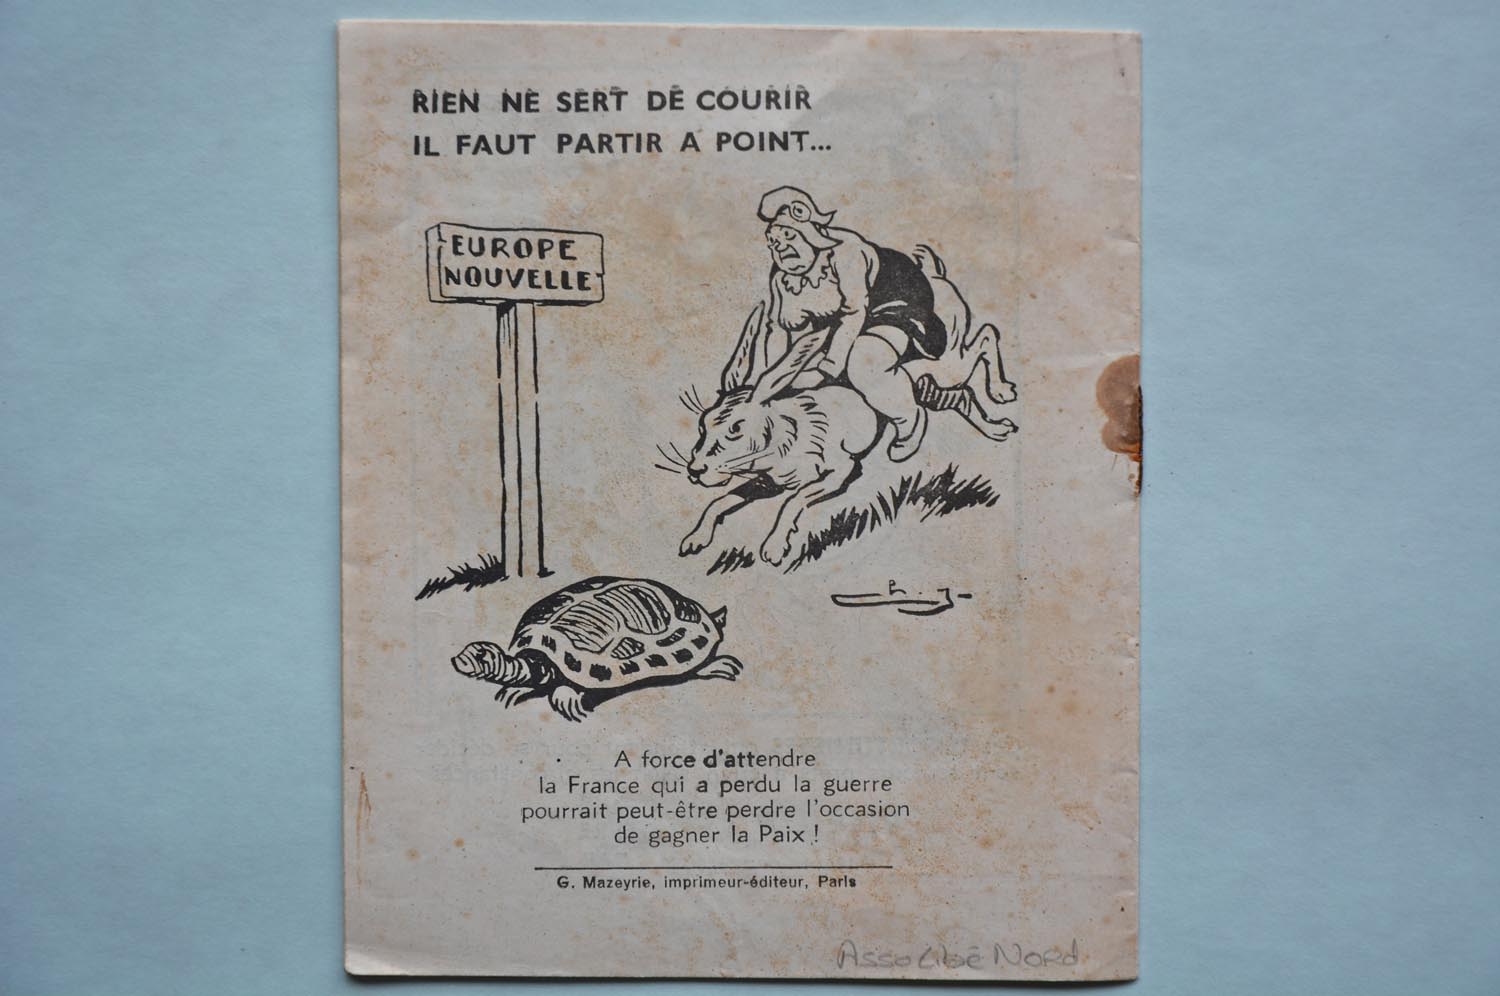 RIEN NE SERT DE COURIR
IL FAUT PARTIR A POINT...
EUROPE
NOUVELLE
A force d'attendre
la France qui a perdu la guerre
pourrait peut-être perdre l'occasion
de gagner la Paix !
G. Mazeyrie, imprimeur-éditeur, Paris
Asso Libé Nord